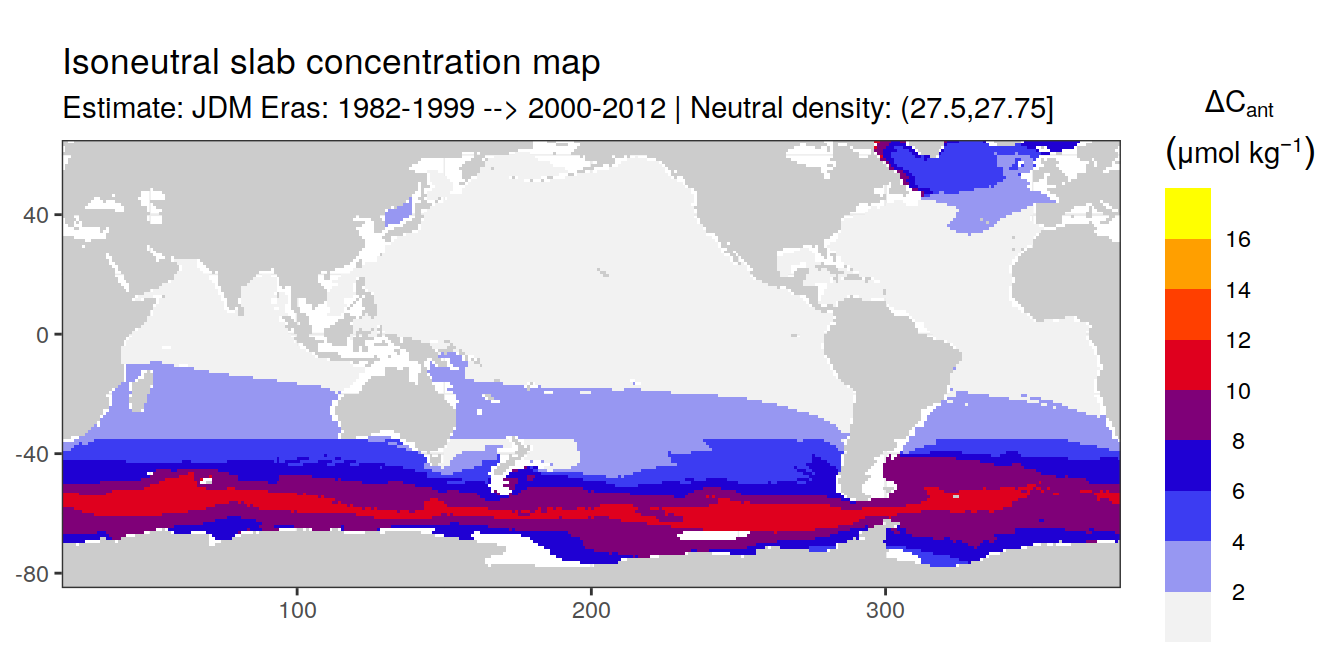 Isoneutral slab concentration map
Estimate: JDM Eras: 1982-1999 --> 2000-2012 | Neutral density: (27.5,27.75]
ΔCant
(μmol kg⁻¹)
16
14
12
10
8
6
4
2
40
0
-40
-80
100 200 300